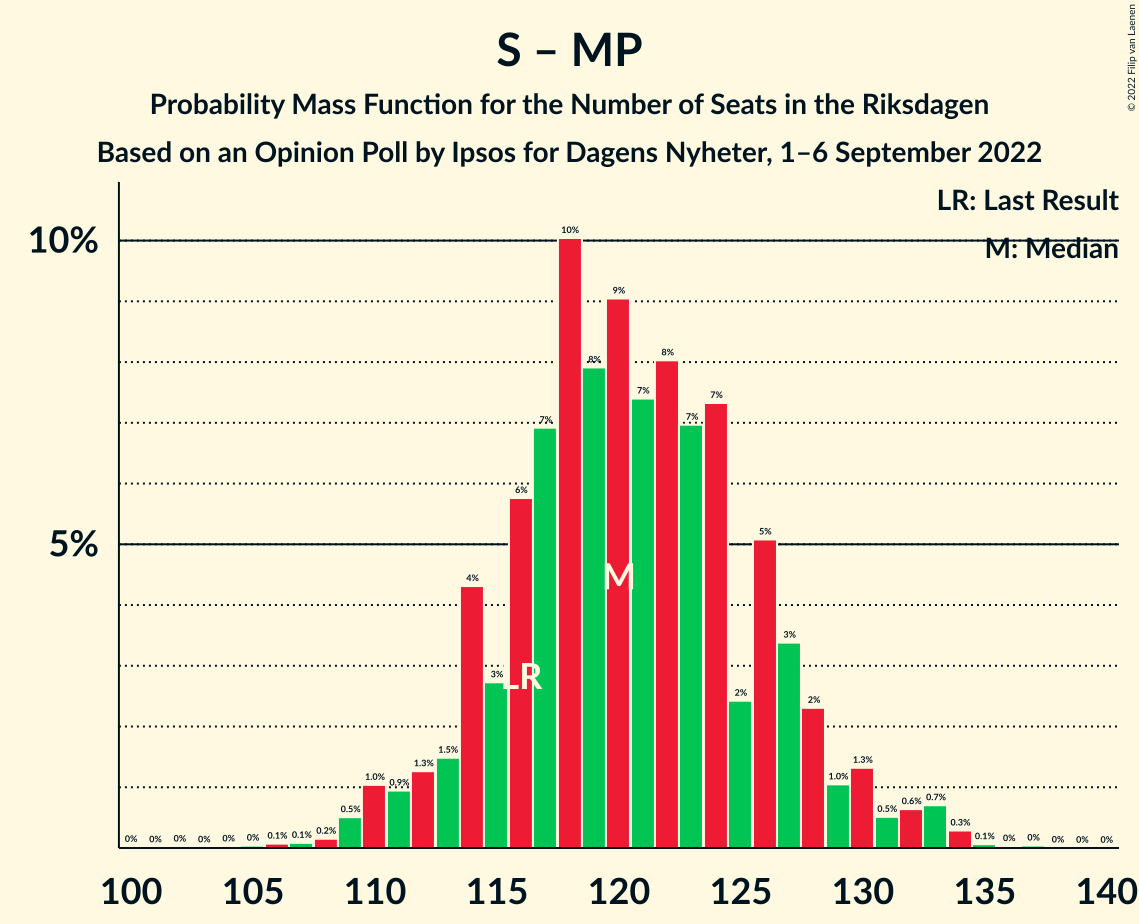 S – MP
Probability Mass Function for the Number of Seats in the Riksdagen
Based on an Opinion Poll by Ipsos for Dagens Nyheter, 1–6 September 2022
© 2022 Filip van Laenen
LR: Last Result
M: Median
10%
5%
0% 0% 0% 0% 0% 0% 0.1% 0.1% 0.2% 0.5% 1.0% 0.9% 1.3% 1.5% 4% 3% 6% 7% 10% 8% 9% 7% 8% 7% 7% 2% 5% 3% 2% 1.0% 1.3% 0.5% 0.6% 0.7% 0.3% 0.1% 0% 0% 0% 0% 0%
M
LR
100 105 110 115 120 125 130 135 140